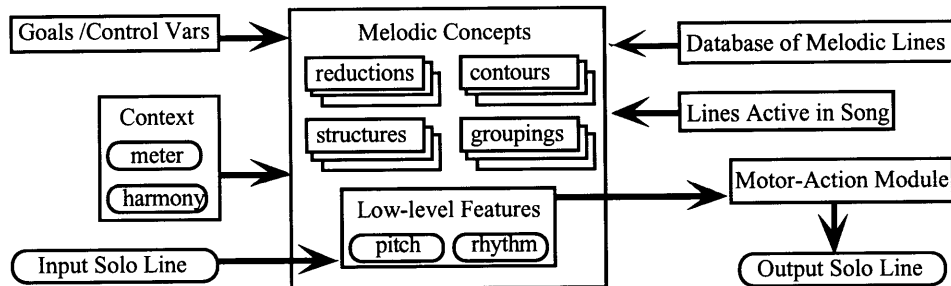 Goals /Control Vars
Melodic Concepts
Database of Melodic Lines
reductions
contours
Context
Lines Active in Song
structures
groupings
meter
harmony
Low-level Features
Motor-Action Module
pitch
rhythm
Input Solo Line
Output Solo Line